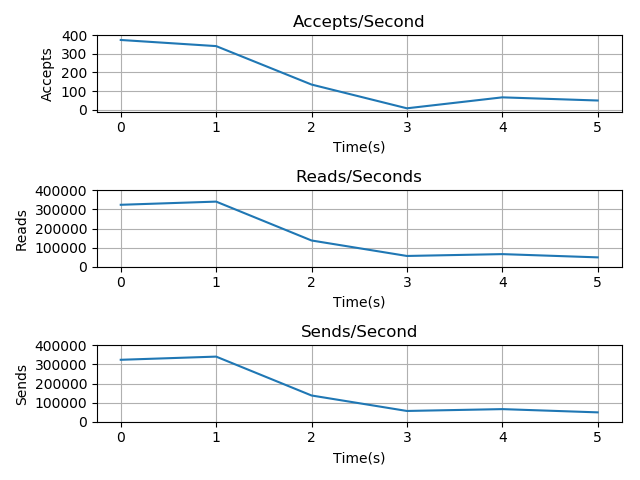 Accepts/Second
400
300
200
100
0
Accepts
0 1 2 3 4 5
Time(s)
Reads/Seconds
400000
300000
200000
100000
0
Reads
0 1 2 3 4 5
Time(s)
Sends/Second
400000
300000
200000
100000
0
Sends
0 1 2 3 4 5
Time(s)